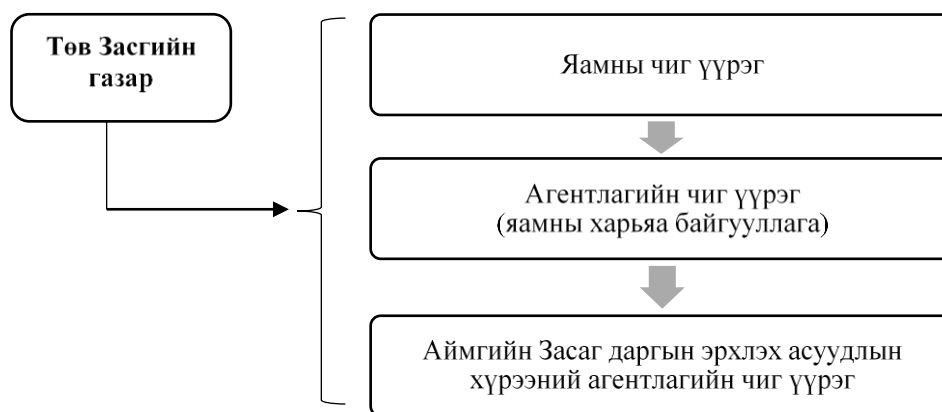 Төв Засгийн
газар
Яамны чиг үүрэг
Агентлагийн чиг үүрэг
(яамны харьяа байгууллага)
Аймгийн Засаг даргын эрхлэх асуудлын
хүрээний агентлагийн чиг үүрэг